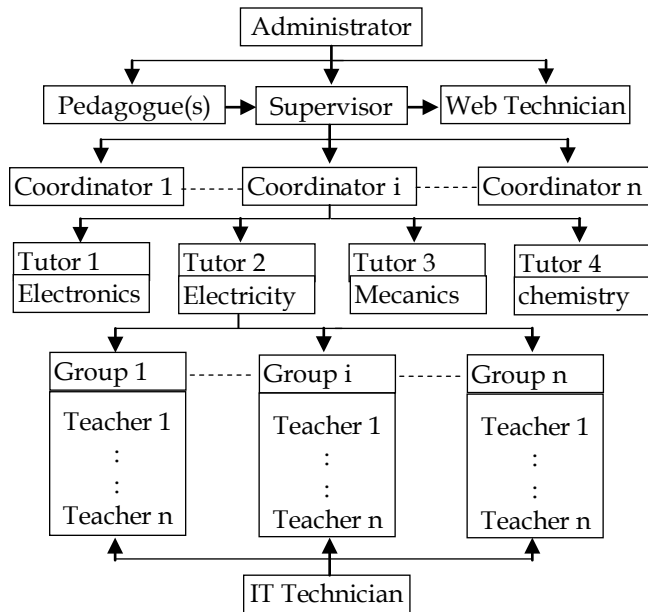 Administrator
Pedagogue(s)
Supervisor
Web Technician
Coordinator 1
Coordinator i
Coordinator n
Tutor 1
Electronics
Tutor 2
Electricity
Tutor 3
Mecanics
Tutor 4
chemistry
Group 1
Group i
Group n
Teacher 1
:
:
Teacher n
Teacher 1
:
:
Teacher n
Teacher 1
:
:
Teacher n
IT Technician